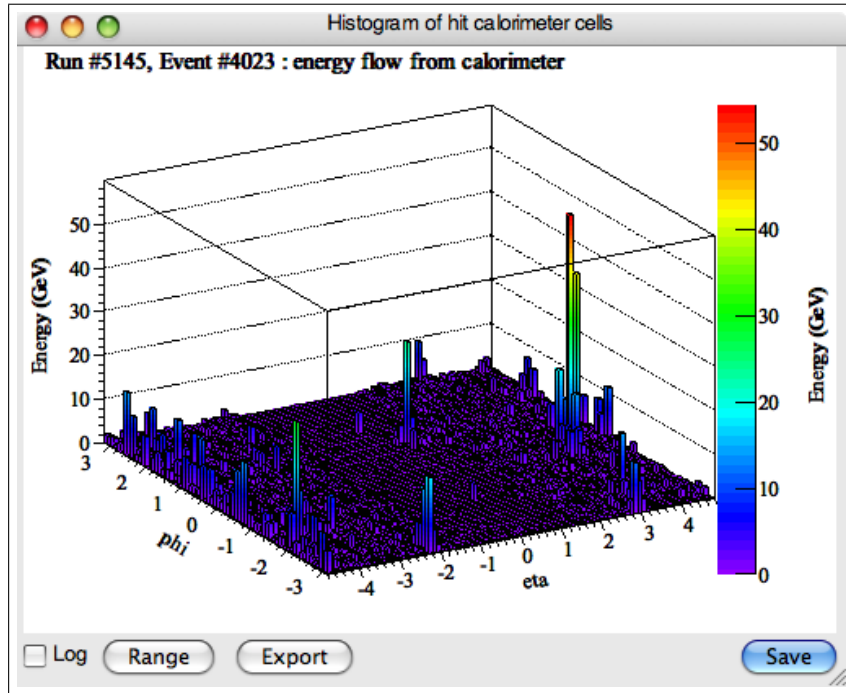 Histogram of hit calorimeter cells
Run #5145, Event #4023 : energy flow from calorimeter
Energy (GeV)
50
40
30
20
10
0
3
2
1
0
-1
-2
-3
phi
-4
-3
-2
-1
0
1
2
3
4
eta
50
40
30
20
10
0
Energy (GeV)
Log
Range
Export
Save